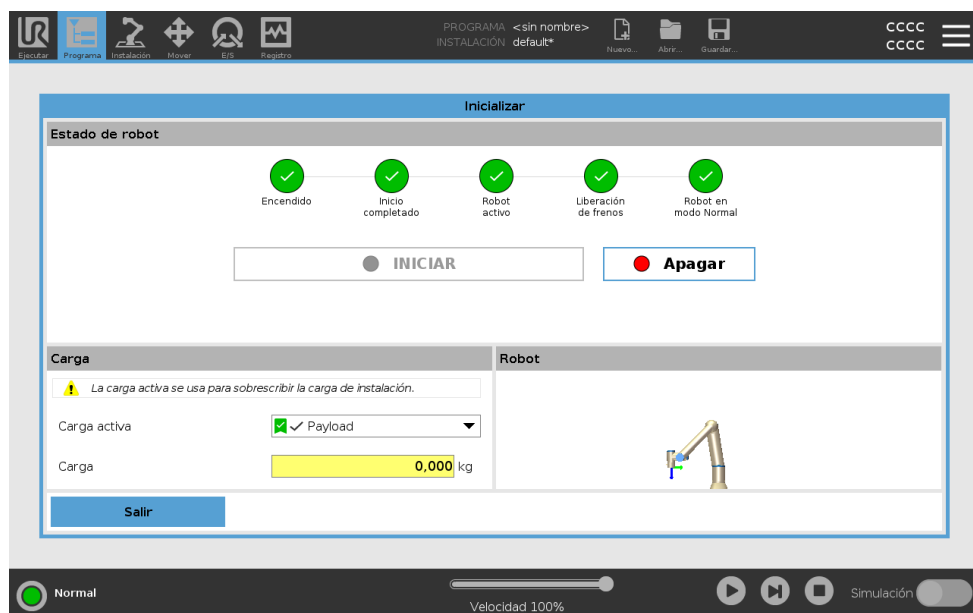 PROGRAMA <sin nombre>
INSTALACIÓN default*
CCCC
CCCC
UR
Ejecutar
Programa
Instalación
Mover
E/S
Registro
Nuevo...
Abrir...
Guardar...
Inicializar
Estado de robot
Encendido
Inicio
completado
Robot
activo
Liberación
de frenos
Robot en
modo Normal
INICIAR
Apagar
Carga
La carga activa se usa para sobrescribir la carga de instalación.
Carga activa
Payload
Carga
0,000 kg
Robot
Salir
Normal
Velocidad 100%
Simulación